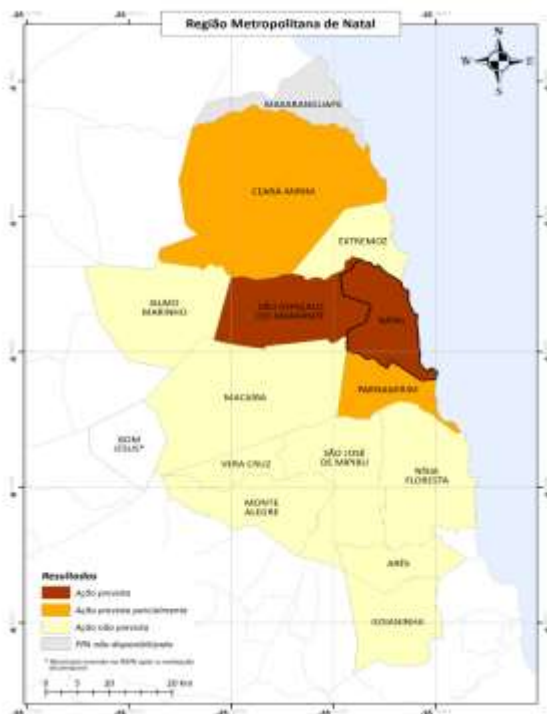 Região Metropolitana de Natal
N
W
E
S
MAXARANGUAPE
CEARÁ-MIRIM
EXTREMOZ
IELMO
MARINHO
SÃO GONÇALO
DO AMARANTE
NATAL
MACAÍBA
PARNAMIRIM
BOM
JESUS*
VERA CRUZ
SÃO JOSÉ
DE MIPIBU
NÍSIA
FLORESTA
MONTE
ALEGRE
ARÊS
GOIANINHA
Resultados
Ação prevista
Ação prevista parcialmente
Ação não prevista
não disponibilizado
0 5 10 20 km